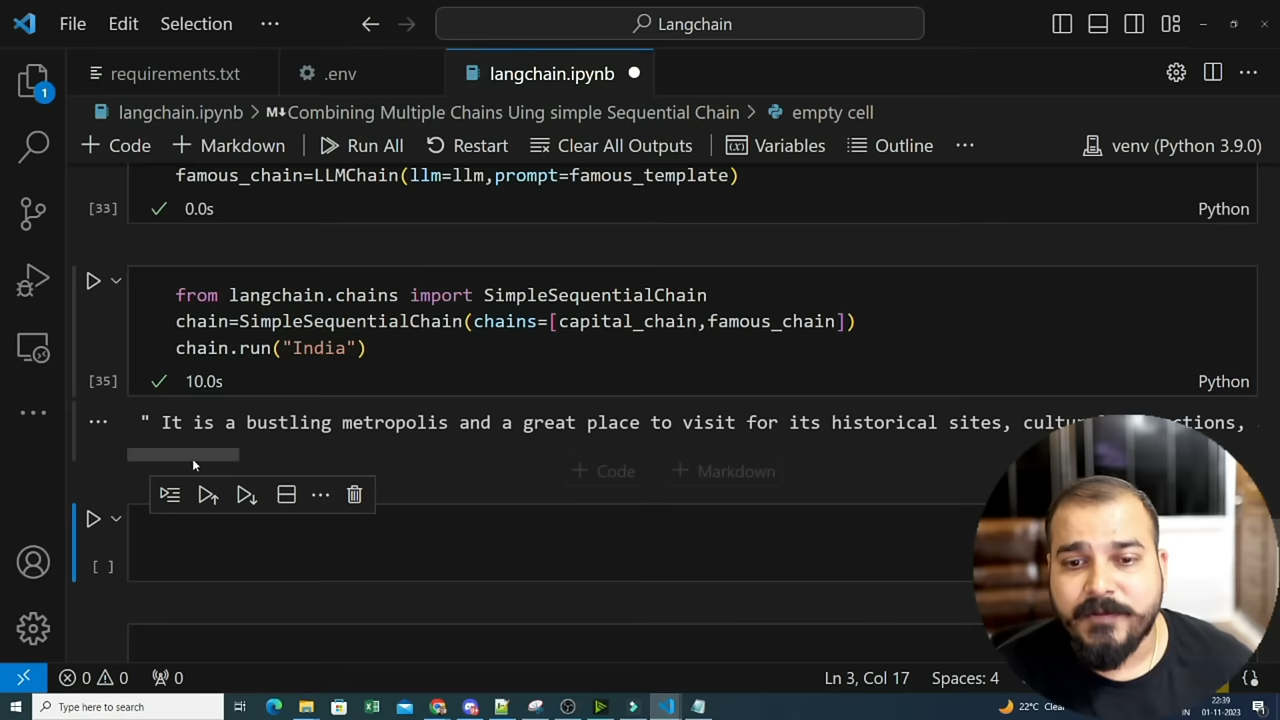 File Edit Selection ··· Langchain
requirements.txt .env langchain.ipynb
langchain.ipynb > M↓Combining Multiple Chains Uing simple Sequential Chain > empty cell
+ Code + Markdown Run All Restart Clear All Outputs Variables Outline ··· venv (Python 3.9.0)
1
famous_chain=LLMChain(llm=llm,prompt=famous_template)
[33] 0.0s Python
from langchain.chains import SimpleSequentialChain
chain=SimpleSequentialChain(chains=[capital_chain,famous_chain])
chain.run("India")
[35] 10.0s Python
··· " It is a bustling metropolis and a great place to visit for its historical sites,
+ Code + Markdown
[ ]
0 0 0 Ln 3, Col 17 Spaces: 4
Type here to search 22°C 22:39
01-11-2023